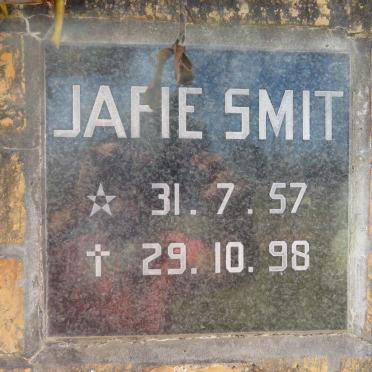 JAFIE SMIT
☆ 31.7.57
† 29.10.98